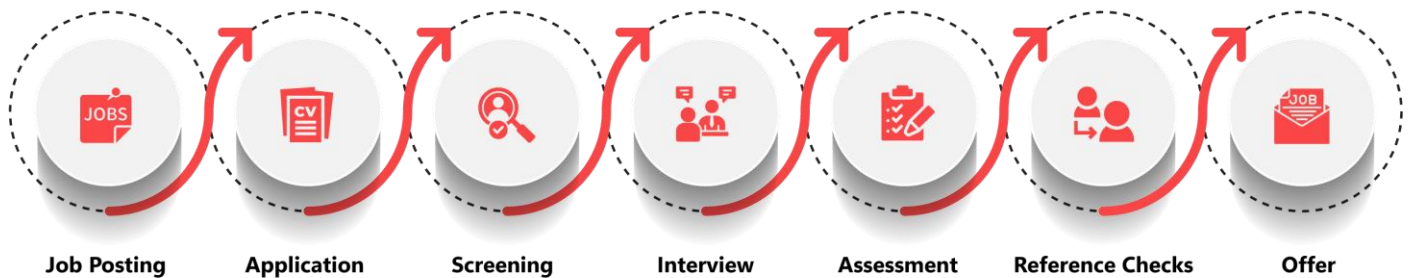 JOBS
CV
JOB
Job Posting
Application
Screening
Interview
Assessment
Reference Checks
Offer